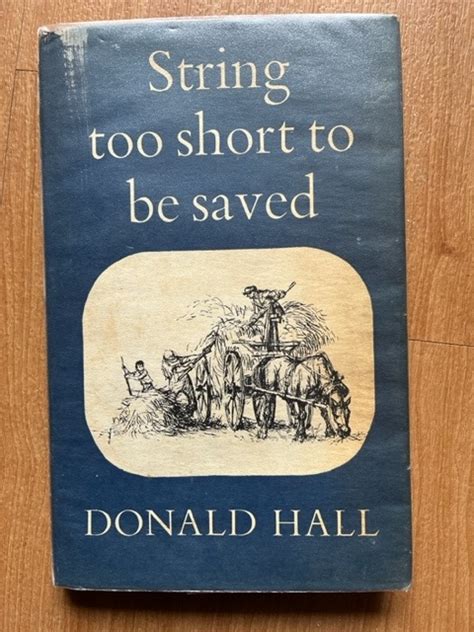 String
too short to
be saved
DONALD HALL